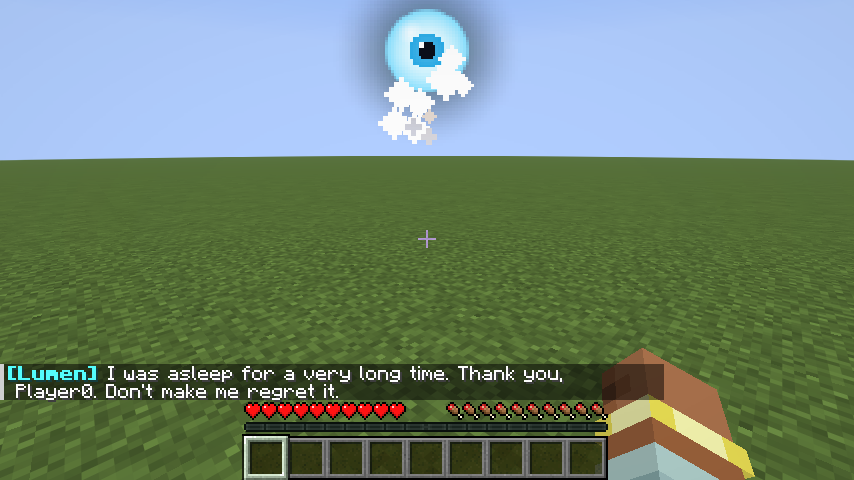 [Lumen] I was asleep for a very long time. Thank you,
Player0. Don't make me regret it.